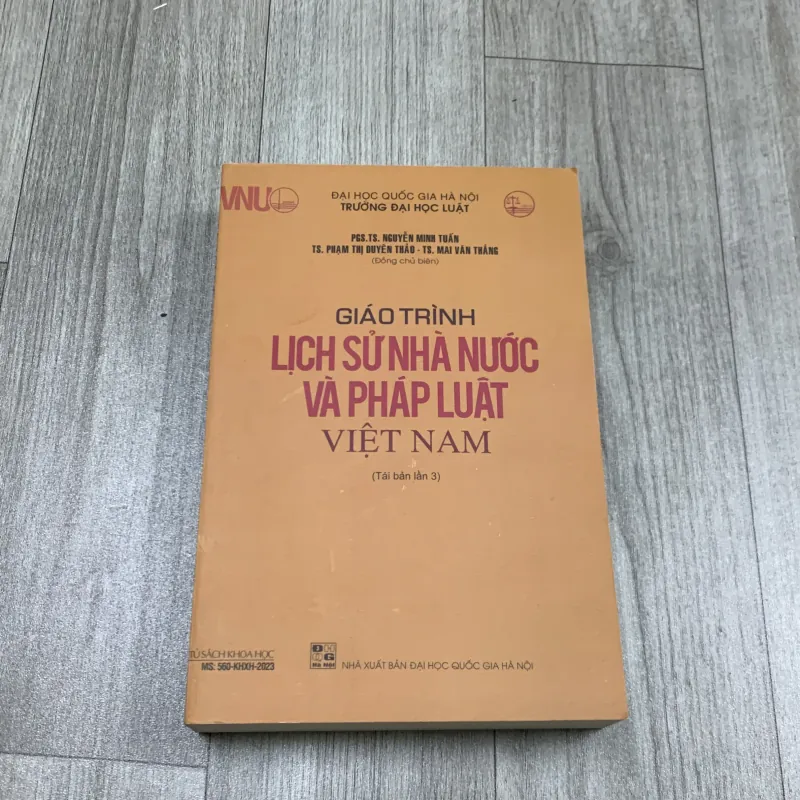 VNU
ĐẠI HỌC QUỐC GIA HÀ NỘI
TRƯỜNG ĐẠI HỌC LUẬT
PGS.TS. NGUYỄN MINH TUẤN
TS. PHẠM THỊ DUYÊN THẢO - TS. MAI VĂN THẮNG
(Đồng chủ biên)
GIÁO TRÌNH
LỊCH SỬ NHÀ NƯỚC
VÀ PHÁP LUẬT
VIỆT NAM
(Tái bản lần 3)
TỦ SÁCH KHOA HỌC
MS: 560-KHXH-2023
Hà Nội
NHÀ XUẤT BẢN ĐẠI HỌC QUỐC GIA HÀ NỘI